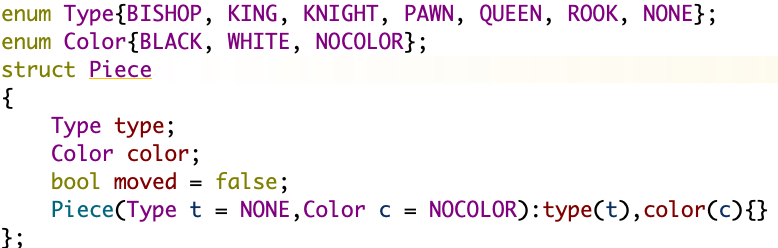 enum Type{BISHOP, KING, KNIGHT, PAWN, QUEEN, ROOK, NONE};
enum Color{BLACK, WHITE, NOCOLOR};
struct Piece
{
    Type type;
    Color color;
    bool moved = false;
    Piece(Type t = NONE,Color c = NOCOLOR):type(t),color(c){}
};